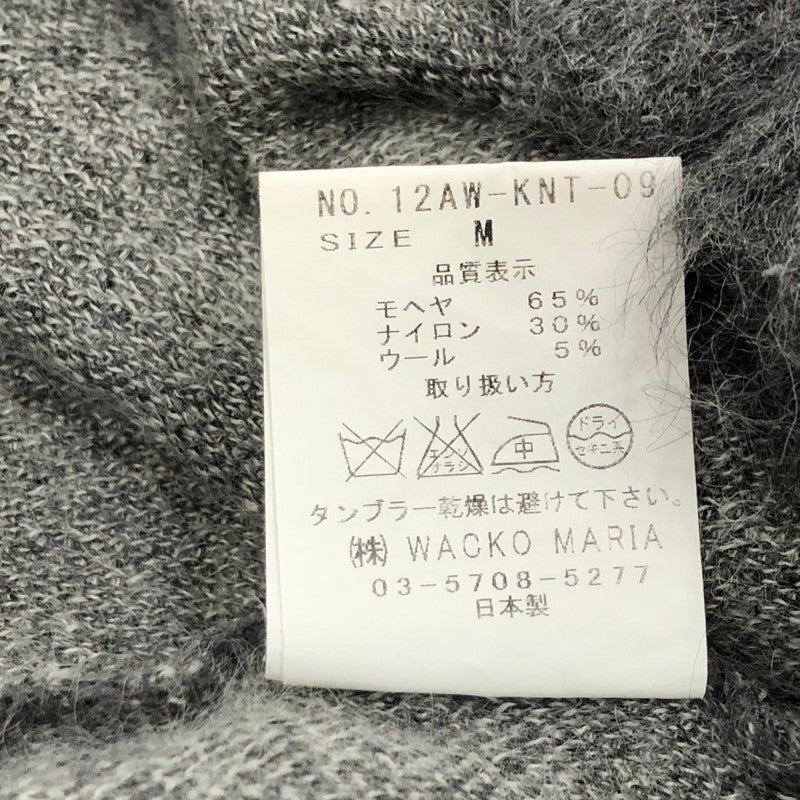 NO. 12AW-KNT-09
SIZE M
品質表示
モヘヤ 65%
ナイロン 30%
ウール 5%
取り扱い方
エンソ
サラシ
中
ドライ
セキユ系
タンブラー乾燥は避けて下さい。
㈱ WACKO MARIA
03-5708-5277
日本製